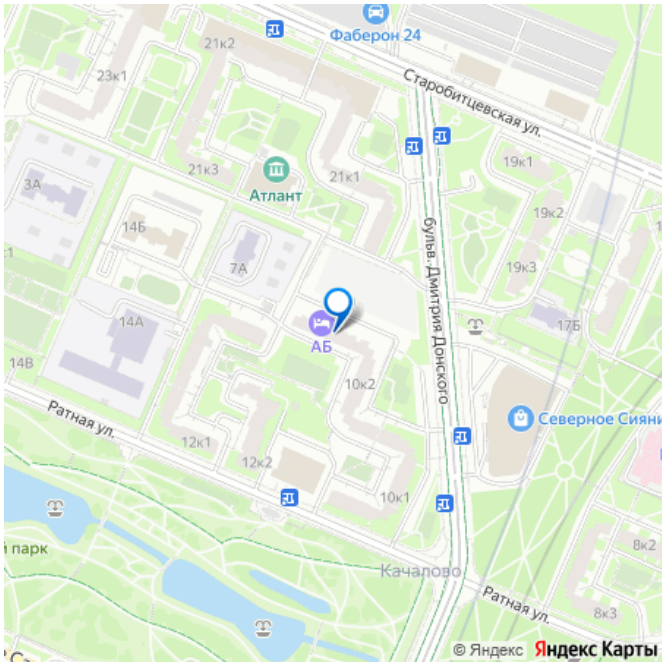 Фаберон 24
21к2
Старобитцевская ул.
23к1
19к1
21к3
21к1
3А
Атлант
19к2
14Б
бульв. Дмитрия Донского
7А
19к3
14А
17Б
АБ
14В
10к2
Ратная ул.
Северное Сияни
12к1
12к2
10к1
й парк
8к2
Качалово
Ратная ул.
8к3
© Яндекс Яндекс Карты